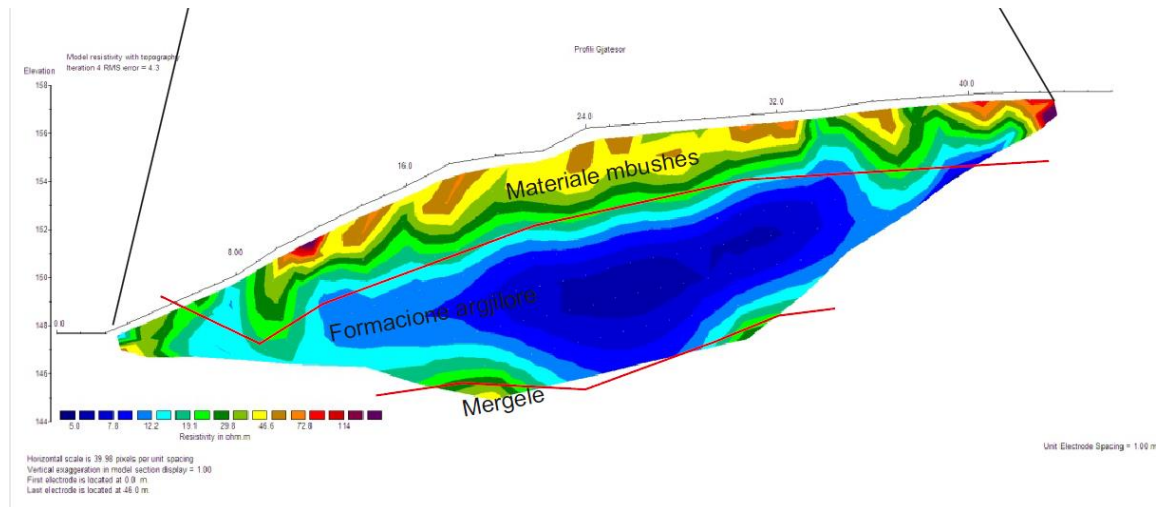 Profili Gjatesor
Model resistivity with topography
Iteration 4 RMS error = 4.3
Elevation
158
156
154
152
150
148
146
144
0.0
8.00
16.0
24.0
32.0
40.0
Materiale mbushes
Formacione argjilore
Mergele
5.0 7.8 12.2 19.1 29.8 46.6 72.8 114
Resistivity in ohm.m
Unit Electrode Spacing = 1.00 m
Horizontal scale is 39.98 pixels per unit spacing
Vertical exaggeration in model section display = 1.00
First electrode is located at 0.0 m.
Last electrode is located at 46.0 m.